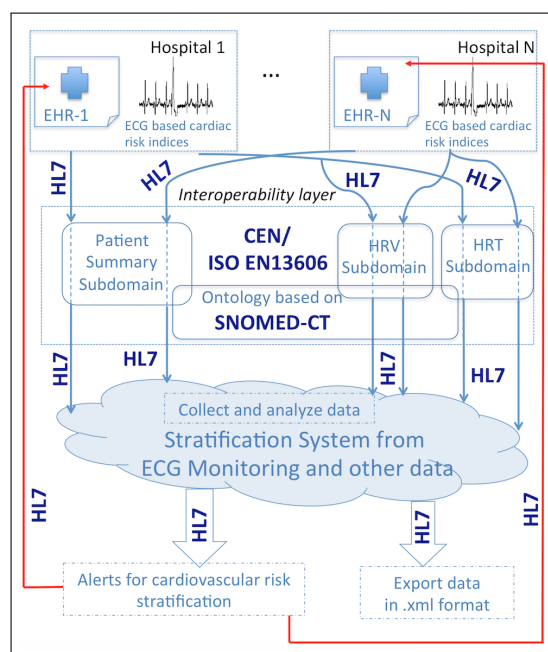 Hospital 1
...
Hospital N
EHR-1
ECG based cardiac
risk indices
EHR-N
ECG based cardiac
risk indices
HL7
HL7
HL7
HL7
Interoperability layer
Patient
Summary
Subdomain
CEN/
ISO EN13606
HRV
Subdomain
HRT
Subdomain
Ontology based on
SNOMED-CT
HL7
HL7
HL7
HL7
Collect and analyze data
Stratification System from
ECG Monitoring and other data
HL7
HL7
HL7
HL7
Alerts for cardiovascular risk
stratification
Export data
in .xml format